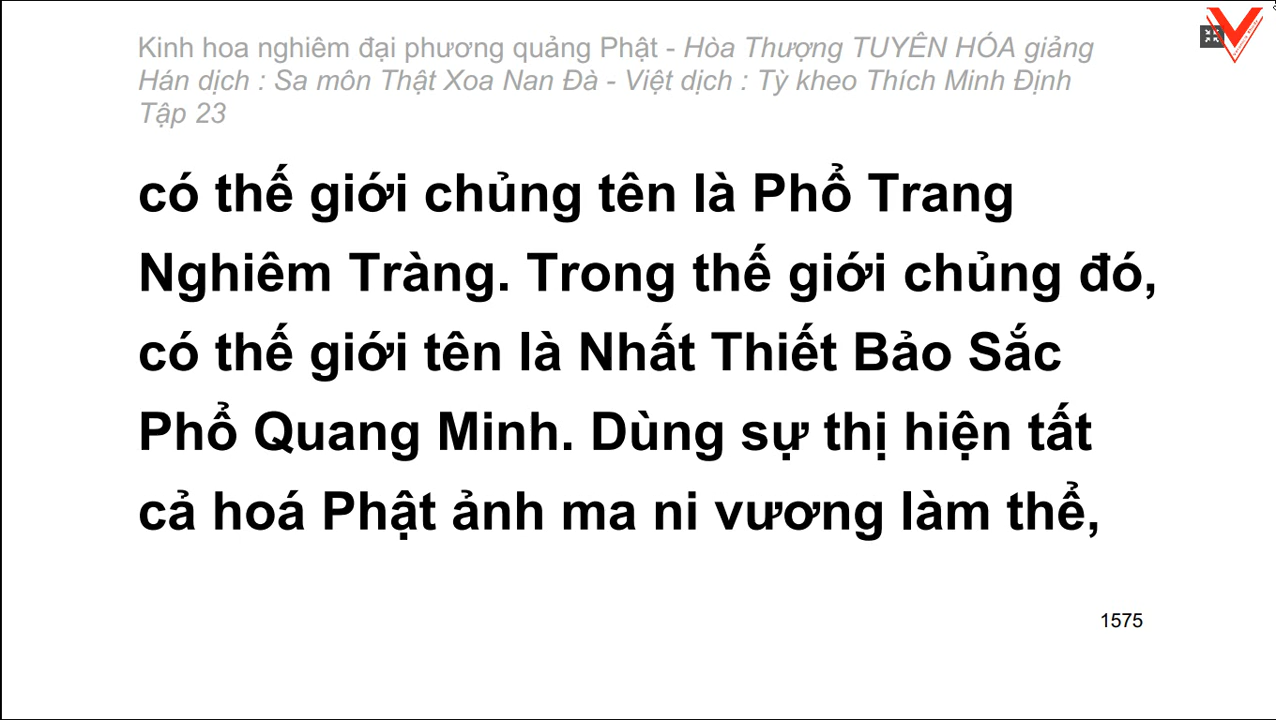 Kinh hoa nghiêm đại phương quảng Phật - Hòa Thượng TUYÊN HÓA giảng
Hán dịch : Sa môn Thật Xoa Nan Đà - Việt dịch : Tỳ kheo Thích Minh Định
Tập 23
có thế giới chủng tên là Phổ Trang
Nghiêm Tràng. Trong thế giới chủng đó,
có thế giới tên là Nhất Thiết Bảo Sắc
Phổ Quang Minh. Dùng sự thị hiện tất
cả hoá Phật ảnh ma ni vương làm thể,
1575